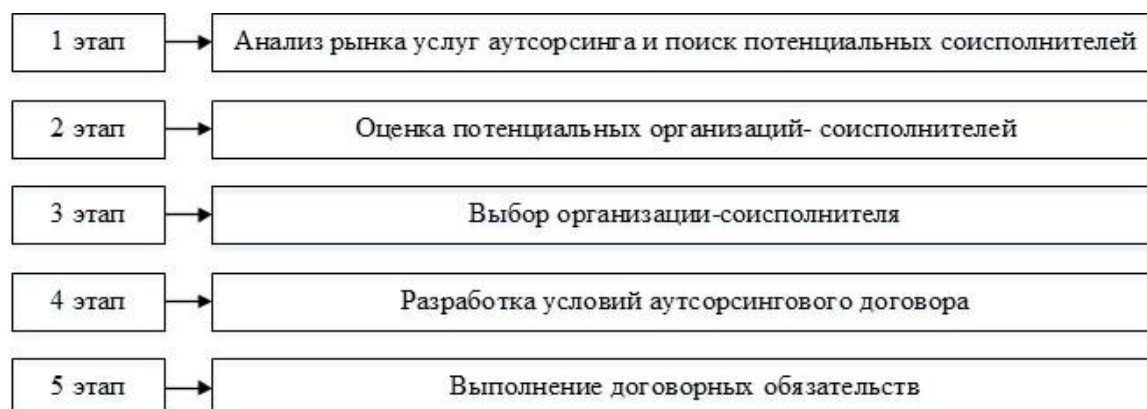 1 этап
Анализ рынка услуг аутсорсинга и поиск потенциальных соисполнителей
2 этап
Оценка потенциальных организаций- соисполнителей
3 этап
Выбор организации-соисполнителя
4 этап
Разработка условий аутсорсингового договора
5 этап
Выполнение договорных обязательств